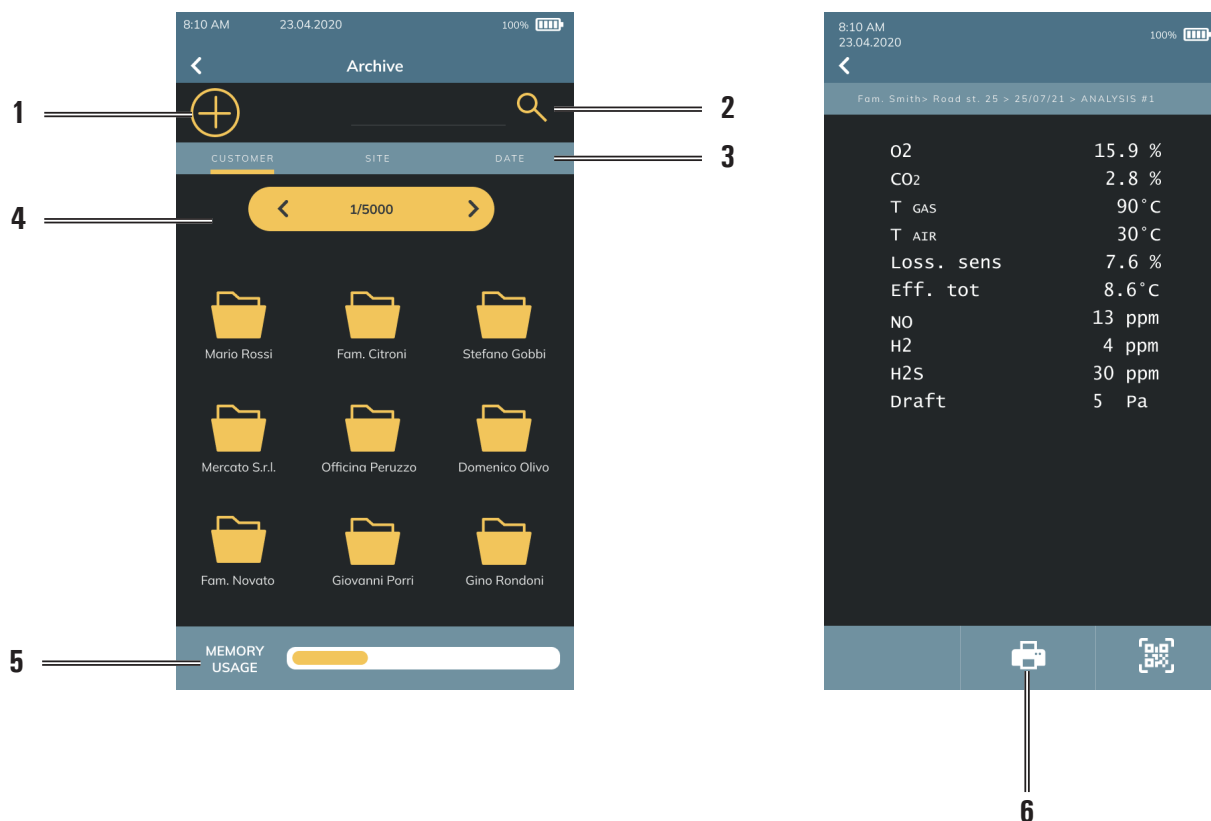 8:10 AM 23.04.2020 100%
Archive
1
2
CUSTOMER SITE DATE
3
4
1/5000
Mario Rossi Fam. Citroni Stefano Gobbi
Mercato S.r.l. Officina Peruzzo Domenico Olivo
Fam. Novato Giovanni Porri Gino Rondoni
5
MEMORY
USAGE
8:10 AM
23.04.2020
100%
Fam. Smith> Road st. 25 > 25/07/21 > ANALYSIS #1
O2 15.9 %
CO2 2.8 %
T GAS 90°C
T AIR 30°C
Loss. sens 7.6 %
Eff. tot 8.6°C
NO 13 ppm
H2 4 ppm
H2S 30 ppm
Draft 5 Pa
6